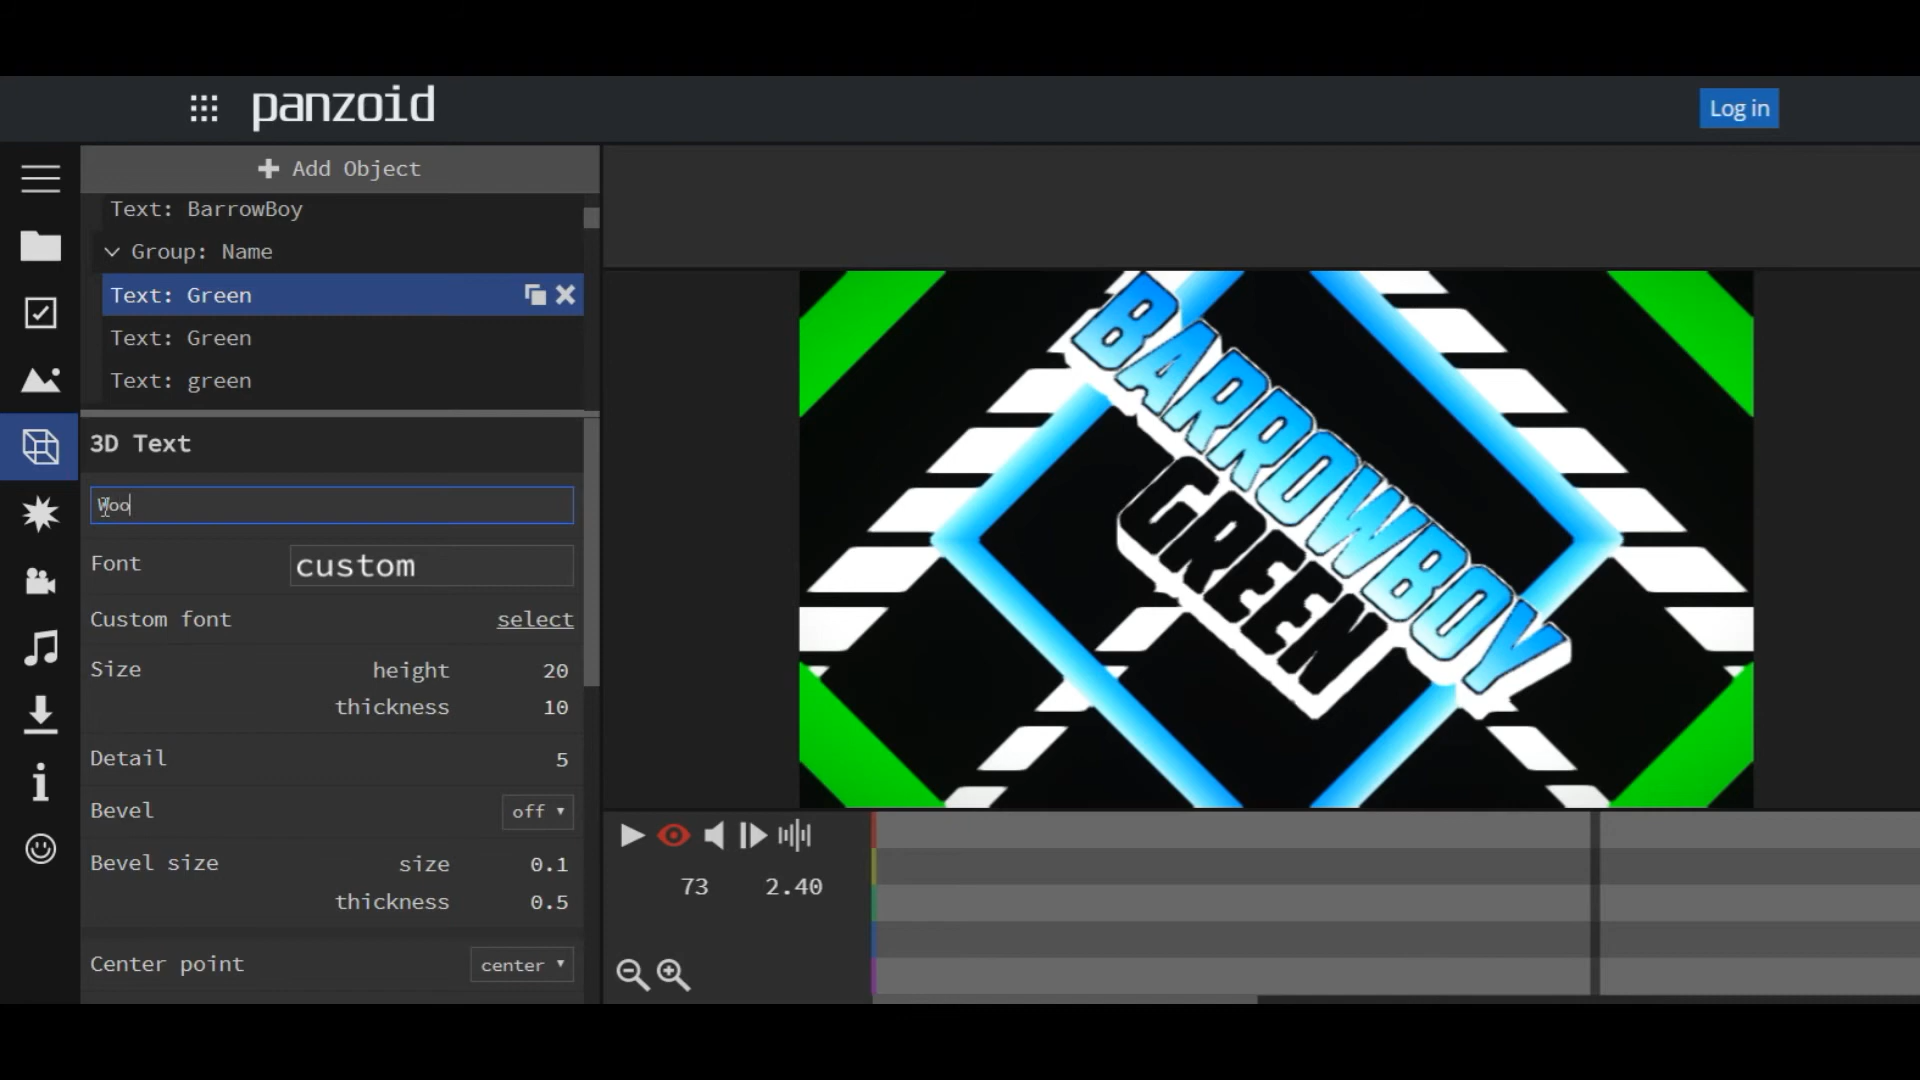 panzoid
Log in
Add Object
Text: BarrowBoy
Group: Name
Text: Green
Text: Green
Text: green
3D Text
Woo
Font custom
Custom font select
Size height 20
thickness 10
Detail 5
Bevel off
Bevel size size 0.1
thickness 0.5
Center point center
BARROWBOY
GREEN
73 2.40